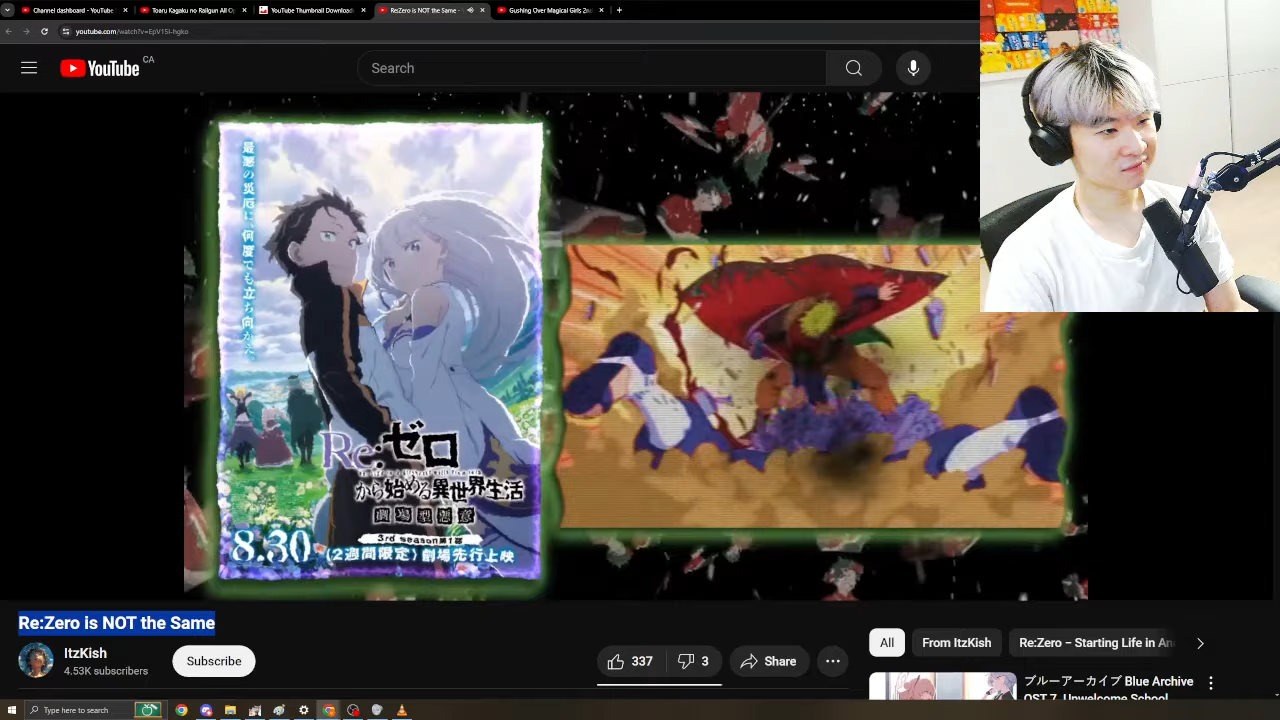 Channel dashboard - YouTube
Toaru Kagaku no Railgun All Op
YouTube Thumbnail Download
Re:Zero is NOT the Same -
Gushing Over Magical Girls 2nd
youtube.com/watch?v=EpV15l-hgko
YouTube CA
Search
最悪の災厄に、何度でも立ち向かえ。
Re:ゼロ
から始める異世界生活
3rd season
8.30 (2週間限定) 劇場先行上映
Re:Zero is NOT the Same
ItzKish
4.53K subscribers
Subscribe
337
3
Share
All
From ItzKish
Re:Zero − Starting Life in An
ブルーアーカイブ Blue Archive
OST 7. Unwelcome School
Type here to search